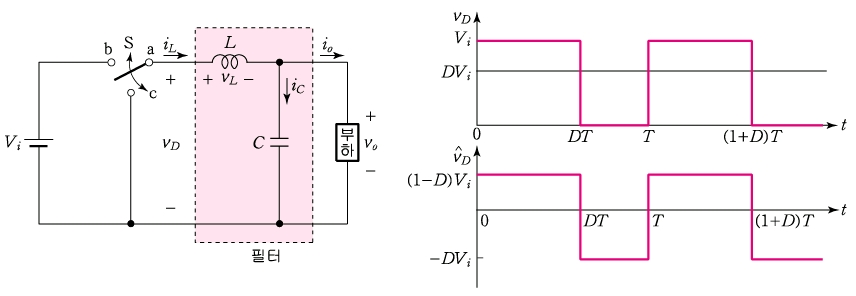 S
b
a
c
i_L
L
i_o
+ v_L −
i_C
+
v_D
−
V_i
C
부하
+
v_o
−
필터
v_D
V_i
DV_i
0
DT
T
(1+D)T
t
v̂_D
(1−D)V_i
0
DT
T
(1+D)T
t
−DV_i